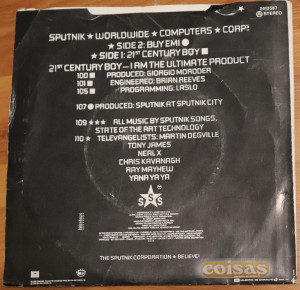 2012561
STEREO
SPUTNIK ★ WORLDWIDE ★ COMPUTERS ★ CORP:
SIDE 2: BUY EMI
SIDE 1: 21ST CENTURY BOY
21ST CENTURY BOY—I AM THE ULTIMATE PRODUCT
100 PRODUCED: GIORGIO MORODER
101 ENGINEERED: BRIAN REEVES
105 PROGRAMMING: LASLO
107 PRODUCED: SPUTNIK AT SPUTNIK CITY
109 ★★★ ALL MUSIC BY SPUTNIK SONGS,
STATE OF THE ART TECHNOLOGY
110 ★ TELEVANGELISTS: MARTIN DEGVILLE
TONY JAMES
NEAL X
CHRIS KAVANAGH
RAY MAYHEW
YANA YA YA
S S S
THE SPUTNIK CORPORATION ★ BELIEVE!
coisas